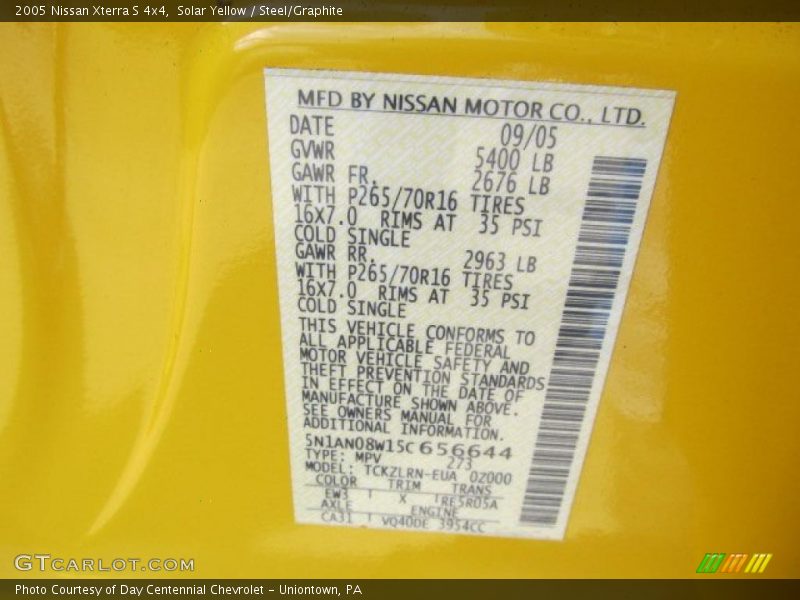 2005 Nissan Xterra S 4x4, Solar Yellow / Steel/Graphite
MFD BY NISSAN MOTOR CO., LTD.
DATE 09/05
GVWR 5400 LB
GAWR FR. 2676 LB
WITH P265/70R16 TIRES
16X7.0 RIMS AT 35 PSI
COLD SINGLE
GAWR RR. 2963 LB
WITH P265/70R16 TIRES
16X7.0 RIMS AT 35 PSI
COLD SINGLE
THIS VEHICLE CONFORMS TO
ALL APPLICABLE FEDERAL
MOTOR VEHICLE SAFETY AND
THEFT PREVENTION STANDARDS
IN EFFECT ON THE DATE OF
MANUFACTURE SHOWN ABOVE.
SEE OWNERS MANUAL FOR
ADDITIONAL INFORMATION.
5N1AN08W15C656644
TYPE: MPV 273
MODEL: TCKZLRN-EUA 0Z000
COLOR TRIM TRANS
EW3 X RE5R05A
AXLE ENGINE
CA31 VQ40DE 3954CC
GTCARLOT.COM
Photo Courtesy of Day Centennial Chevrolet - Uniontown, PA